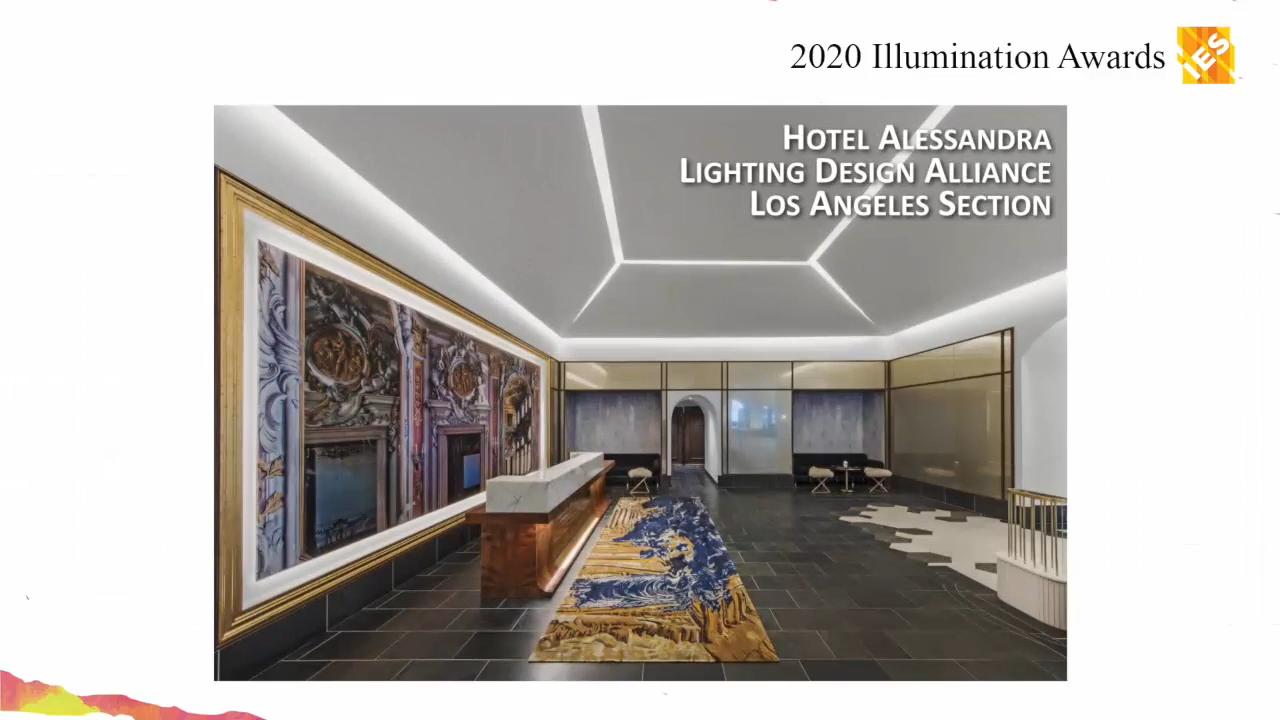 2020 Illumination Awards
IES
HOTEL ALESSANDRA
LIGHTING DESIGN ALLIANCE
LOS ANGELES SECTION